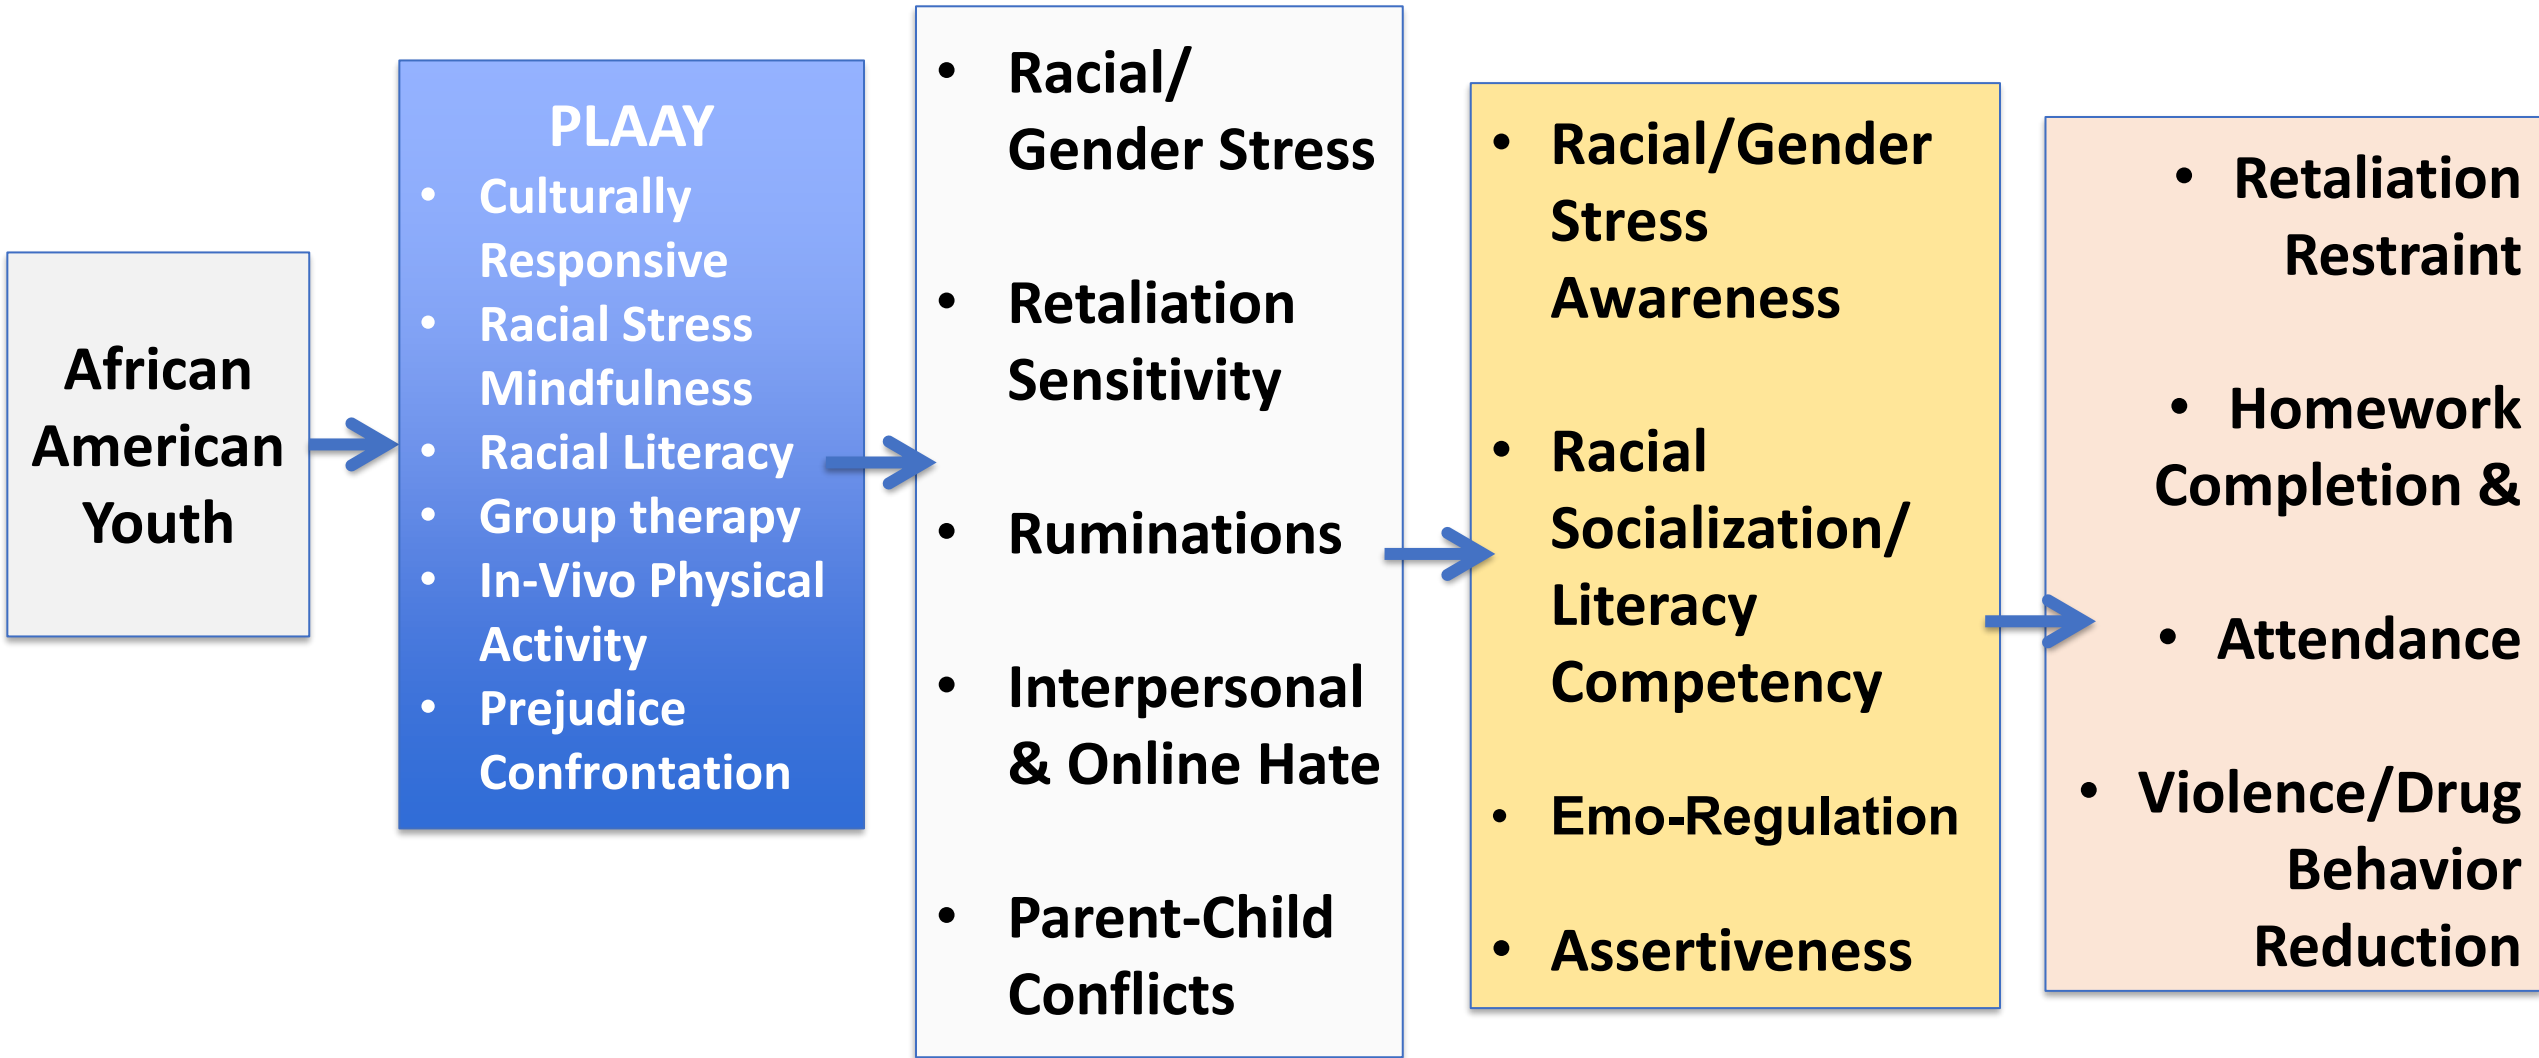 African
American
Youth
PLAAY
• Culturally
Responsive
• Racial Stress
Mindfulness
• Racial Literacy
• Group therapy
• In-Vivo Physical
Activity
• Prejudice
Confrontation
• Racial/
Gender Stress
• Retaliation
Sensitivity
• Ruminations
• Interpersonal
& Online Hate
• Parent-Child
Conflicts
• Racial/Gender
Stress
Awareness
• Racial
Socialization/
Literacy
Competency
• Emo-Regulation
• Assertiveness
• Retaliation
Restraint
• Homework
Completion &
• Attendance
• Violence/Drug
Behavior
Reduction